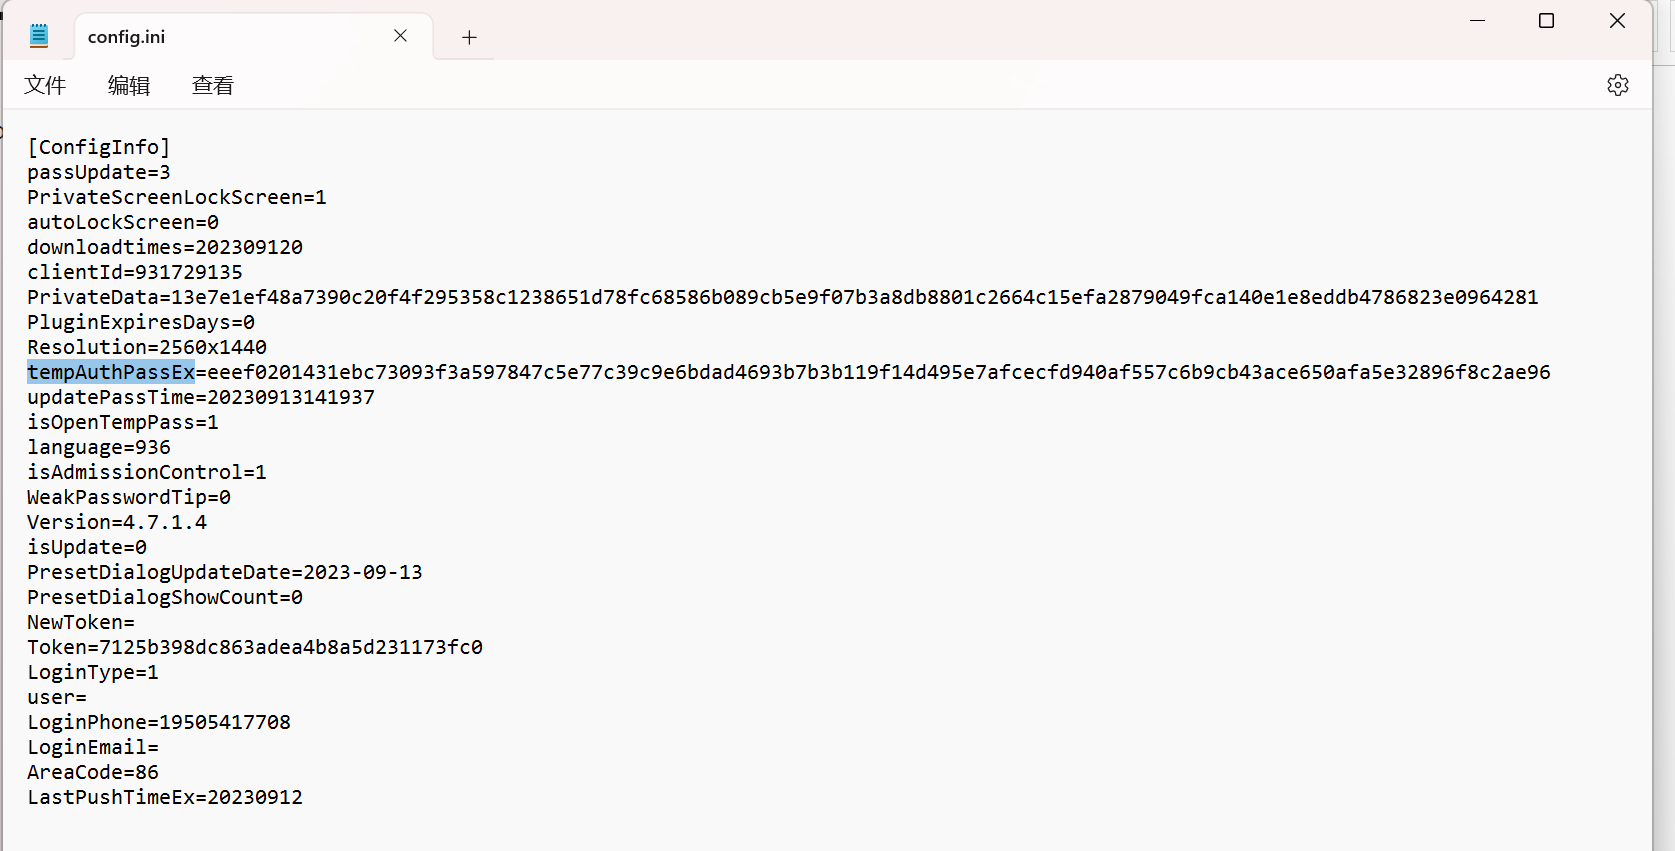 config.ini
文件 编辑 查看
[ConfigInfo]
passUpdate=3
PrivateScreenLockScreen=1
autoLockScreen=0
downloadtimes=202309120
clientId=931729135
PrivateData=13e7e1ef48a7390c20f4f295358c1238651d78fc68586b089cb5e9f07b3a8db8801c2664c15efa2879049fca140e1e8eddb4786823e0964281
PluginExpiresDays=0
Resolution=2560x1440
tempAuthPassEx=eeef0201431ebc73093f3a597847c5e77c39c9e6bdad4693b7b3b119f14d495e7afcecfd940af557c6b9cb43ace650afa5e32896f8c2ae96
updatePassTime=20230913141937
isOpenTempPass=1
language=936
isAdmissionControl=1
WeakPasswordTip=0
Version=4.7.1.4
isUpdate=0
PresetDialogUpdateDate=2023-09-13
PresetDialogShowCount=0
NewToken=
Token=7125b398dc863adea4b8a5d231173fc0
LoginType=1
user=
LoginPhone=19505417708
LoginEmail=
AreaCode=86
LastPushTimeEx=20230912